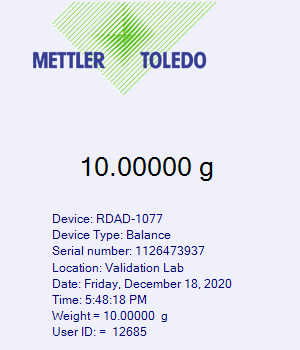 METTLER TOLEDO
10.00000 g
Device: RDAD-1077
Device Type: Balance
Serial number: 1126473937
Location: Validation Lab
Date: Friday, December 18, 2020
Time: 5:48:18 PM
Weight = 10.00000 g
User ID: = 12685